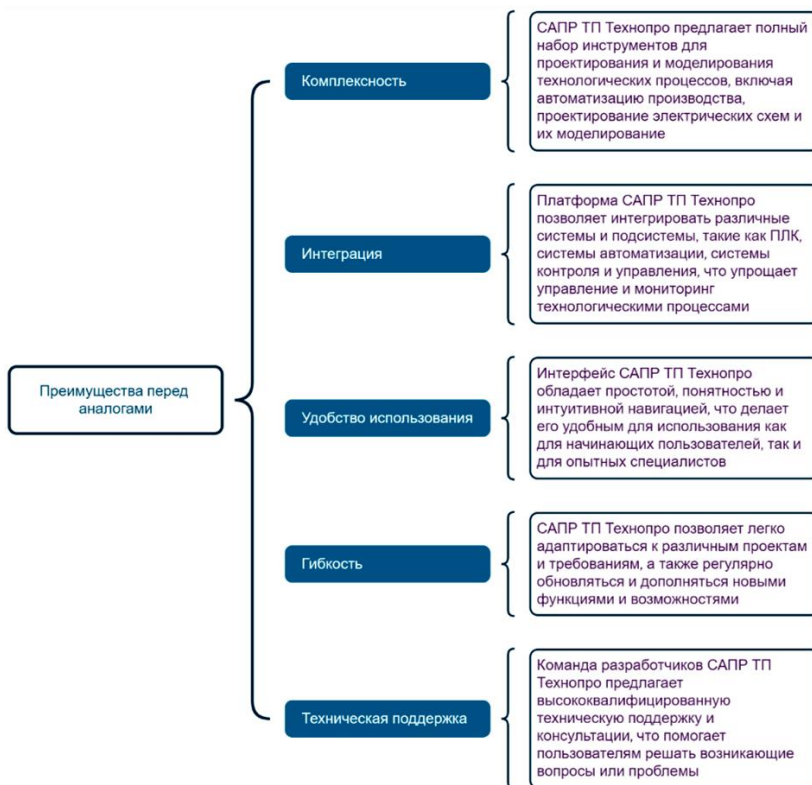 Преимущества перед
аналогами
Комплексность
САПР ТП Технопро предлагает полный
набор инструментов для
проектирования и моделирования
технологических процессов, включая
автоматизацию производства,
проектирование электрических схем и
их моделирование
Интеграция
Платформа САПР ТП Технопро
позволяет интегрировать различные
системы и подсистемы, такие как ПЛК,
системы автоматизации, системы
контроля и управления, что упрощает
управление и мониторинг
технологическими процессами
Удобство использования
Интерфейс САПР ТП Технопро
обладает простотой, понятностью и
интуитивной навигацией, что делает
его удобным для использования как
для начинающих пользователей, так и
для опытных специалистов
Гибкость
САПР ТП Технопро позволяет легко
адаптироваться к различным проектам
и требованиям, а также регулярно
обновляться и дополняться новыми
функциями и возможностями
Техническая поддержка
Команда разработчиков САПР ТП
Технопро предлагает
высококвалифицированную
техническую поддержку и
консультации, что помогает
пользователям решать возникающие
вопросы или проблемы